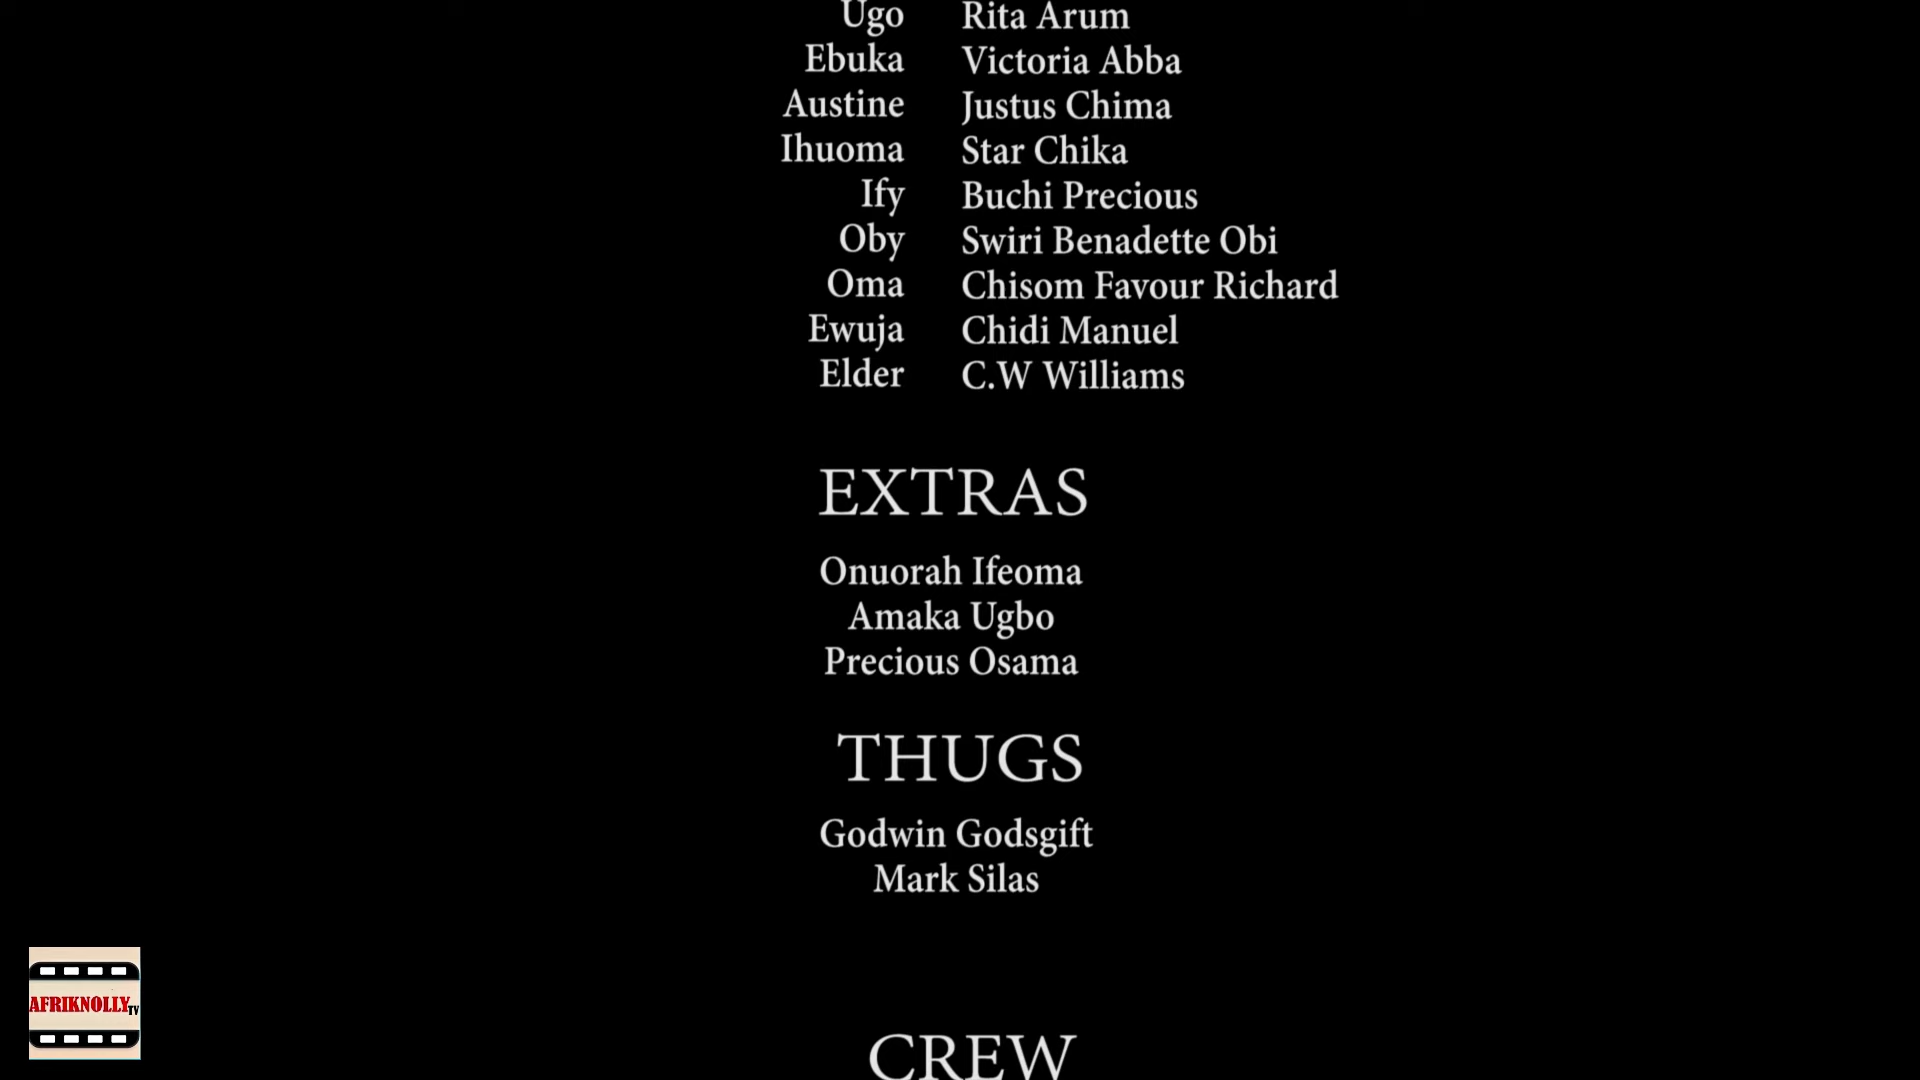 Ugo Rita Arum
Ebuka Victoria Abba
Austine Justus Chima
Ihuoma Star Chika
Ify Buchi Precious
Oby Swiri Benadette Obi
Oma Chisom Favour Richard
Ewuja Chidi Manuel
Elder C.W Williams
EXTRAS
Onuorah Ifeoma
Amaka Ugbo
Precious Osama
THUGS
Godwin Godsgift
Mark Silas
AFRIKNOLLY TV
CREW